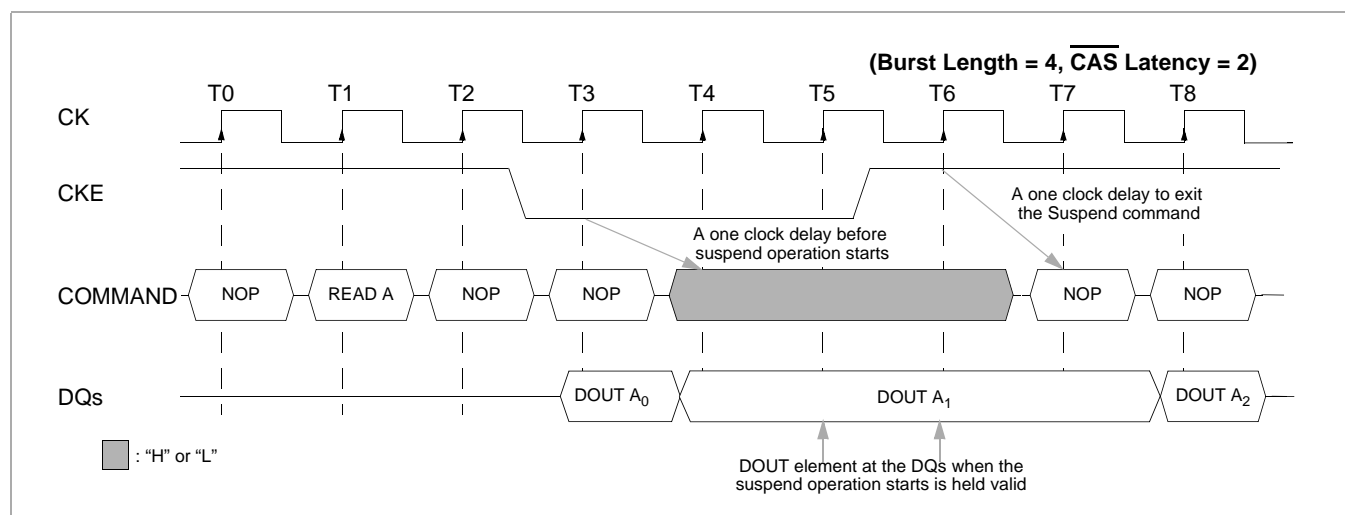 (Burst Length = 4, CAS Latency = 2)
T0 T1 T2 T3 T4 T5 T6 T7 T8
CK
CKE
A one clock delay to exit
the Suspend command
A one clock delay before
suspend operation starts
COMMAND NOP READ A NOP NOP NOP NOP
DQs DOUT A₀ DOUT A₁ DOUT A₂
: “H” or “L”
DOUT element at the DQs when the
suspend operation starts is held valid